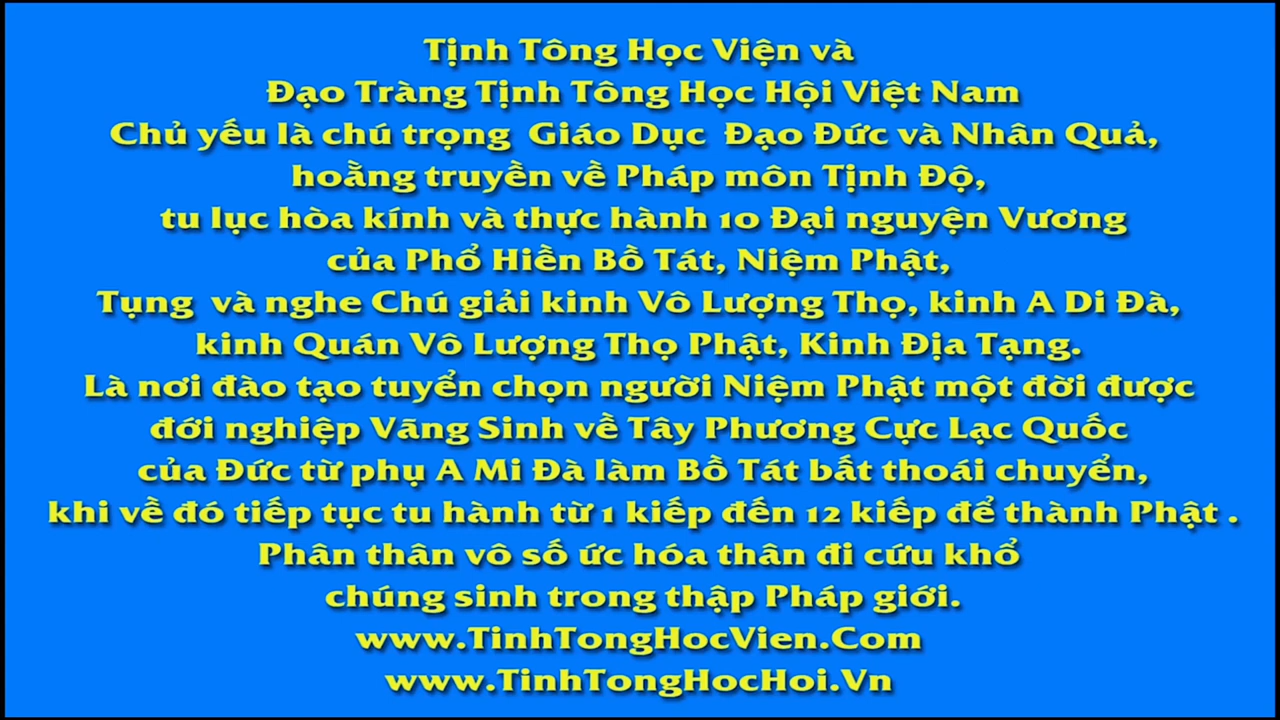 Tịnh Tông Học Viện và
Đạo Tràng Tịnh Tông Học Hội Việt Nam
Chủ yếu là chú trọng Giáo Dục Đạo Đức và Nhân Quả,
hoằng truyền về Pháp môn Tịnh Độ,
tu lục hòa kính và thực hành 10 Đại nguyện Vương
của Phổ Hiền Bồ Tát, Niệm Phật,
Tụng và nghe Chú giải kinh Vô Lượng Thọ, kinh A Di Đà,
kinh Quán Vô Lượng Thọ Phật, Kinh Địa Tạng.
Là nơi đào tạo tuyển chọn người Niệm Phật một đời được
đới nghiệp Vãng Sinh về Tây Phương Cực Lạc Quốc
của Đức từ phụ A Mi Đà làm Bồ Tát bất thoái chuyển,
khi về đó tiếp tục tu hành từ 1 kiếp đến 12 kiếp để thành Phật .
Phân thân vô số ức hóa thân đi cứu khổ
chúng sinh trong thập Pháp giới.
www.TinhTongHocVien.Com
www.TinhTongHocHoi.Vn